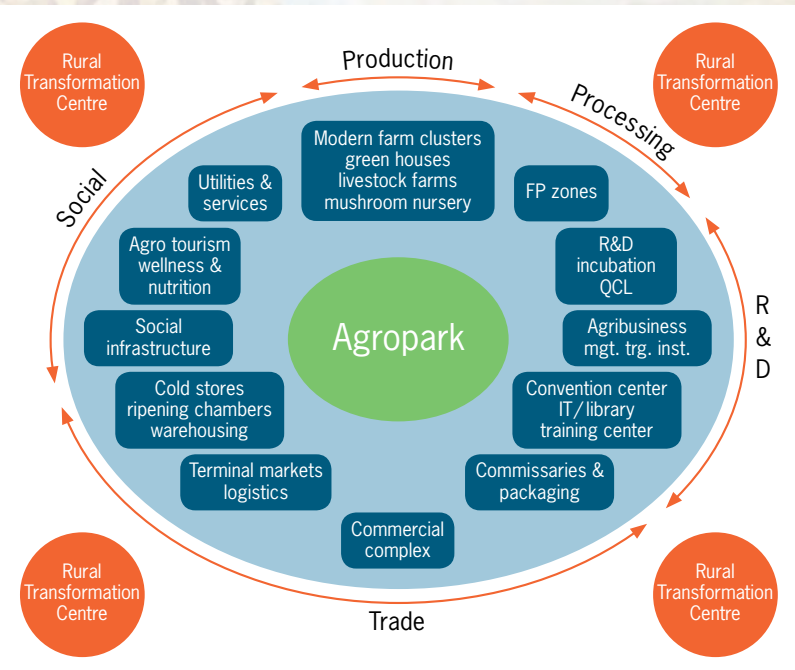 Rural
Transformation
Centre
Production
Rural
Transformation
Centre
Processing
Social
Modern farm clusters
green houses
livestock farms
mushroom nursery
Utilities &
services
FP zones
Agro tourism
wellness &
nutrition
R&D
incubation
QCL
R
&
D
Agropark
Social
infrastructure
Agribusiness
mgt. trg. inst.
Cold stores
ripening chambers
warehousing
Convention center
IT/library
training center
Terminal markets
logistics
Commissaries &
packaging
Commercial
complex
Rural
Transformation
Centre
Trade
Rural
Transformation
Centre